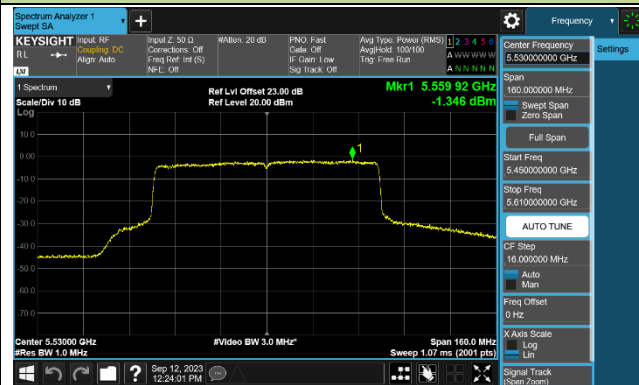 Spectrum Analyzer 1
Swept SA
Frequency
KEYSIGHT
RL
LXI
Input: RF
Coupling: DC
Align: Auto
Input Z: 50 Ω
Corrections: Off
Freq Ref: Int (S)
NFE: Off
#Atten: 20 dB
PNO: Fast
Gate: Off
IF Gain: Low
Sig Track: Off
Avg Type: Power (RMS)
Avg|Hold: 100/100
Trig: Free Run
1 2 3 4 5 6
A W W W W W
A N N N N N
1 Spectrum
Scale/Div 10 dB
Log
Ref Lvl Offset 23.00 dB
Ref Level 20.00 dBm
Mkr1 5.559 92 GHz
-1.346 dBm
10.0
0.00
-10.0
-20.0
-30.0
-40.0
-50.0
-60.0
-70.0
1
Center 5.53000 GHz
#Res BW 1.0 MHz
#Video BW 3.0 MHz*
Span 160.0 MHz
Sweep 1.07 ms (2001 pts)
Sep 12, 2023
12:24:01 PM
Center Frequency
5.530000000 GHz
Settings
Span
160.000000 MHz
Swept Span
Zero Span
Full Span
Start Freq
5.450000000 GHz
Stop Freq
5.610000000 GHz
AUTO TUNE
CF Step
16.000000 MHz
Auto
Man
Freq Offset
0 Hz
X Axis Scale
Log
Lin
Signal Track
(Span Zoom)